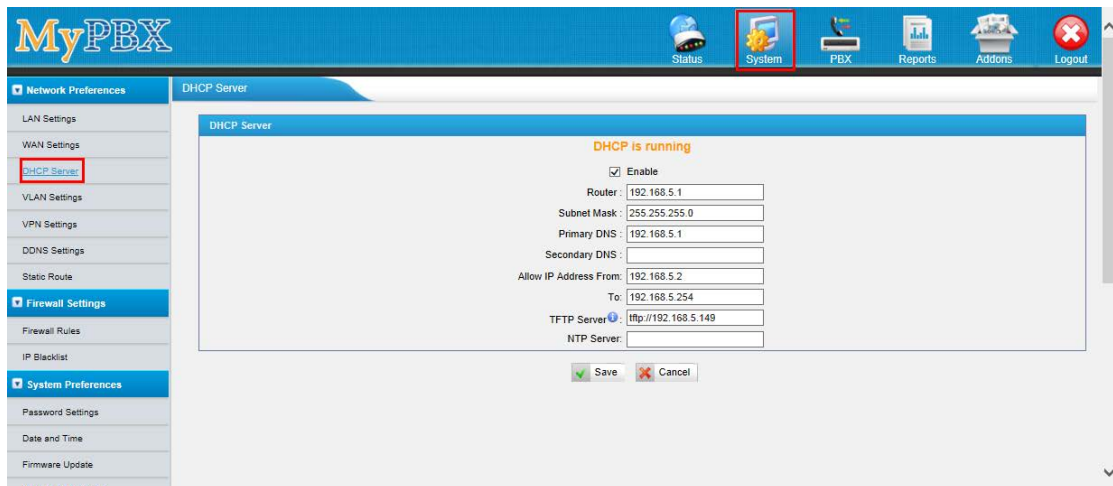 MyPBX
Status System PBX Reports Addons Logout
Network Preferences
LAN Settings
WAN Settings
DHCP Server
VLAN Settings
VPN Settings
DDNS Settings
Static Route
Firewall Settings
Firewall Rules
IP Blacklist
System Preferences
Password Settings
Date and Time
Firmware Update
DHCP Server
DHCP Server
DHCP is running
Enable
Router : 192.168.5.1
Subnet Mask : 255.255.255.0
Primary DNS : 192.168.5.1
Secondary DNS :
Allow IP Address From: 192.168.5.2
To: 192.168.5.254
TFTP Server : tftp://192.168.5.149
NTP Server:
Save Cancel